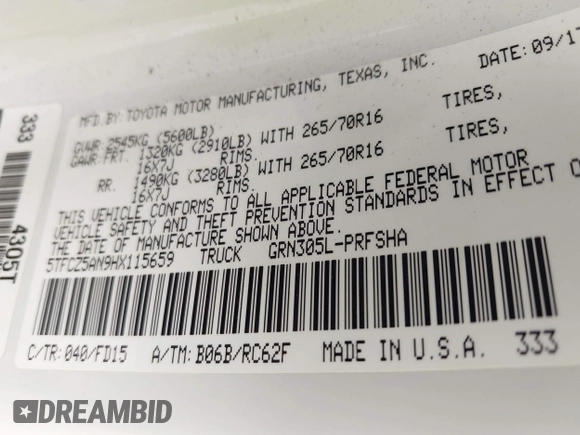 MFD.BY:TOYOTA MOTOR MANUFACTURING, TEXAS, INC. DATE:09/17
GVWR 2545KG (5600LB)
GAWR:FRT. 1320KG (2910LB) WITH 265/70R16 TIRES,
16X7J RIMS.
RR. 1490KG (3280LB) WITH 265/70R16 TIRES,
16X7J RIMS.
THIS VEHICLE CONFORMS TO ALL APPLICABLE FEDERAL MOTOR
VEHICLE SAFETY AND THEFT PREVENTION STANDARDS IN EFFECT
THE DATE OF MANUFACTURE SHOWN ABOVE.
5TFCZ5AN9HX115659 TRUCK GRN305L-PRFSHA
C/TR:040/FD15 A/TM:B06B/RC62F MADE IN U.S.A. 333
333
4305T
DREAMBID